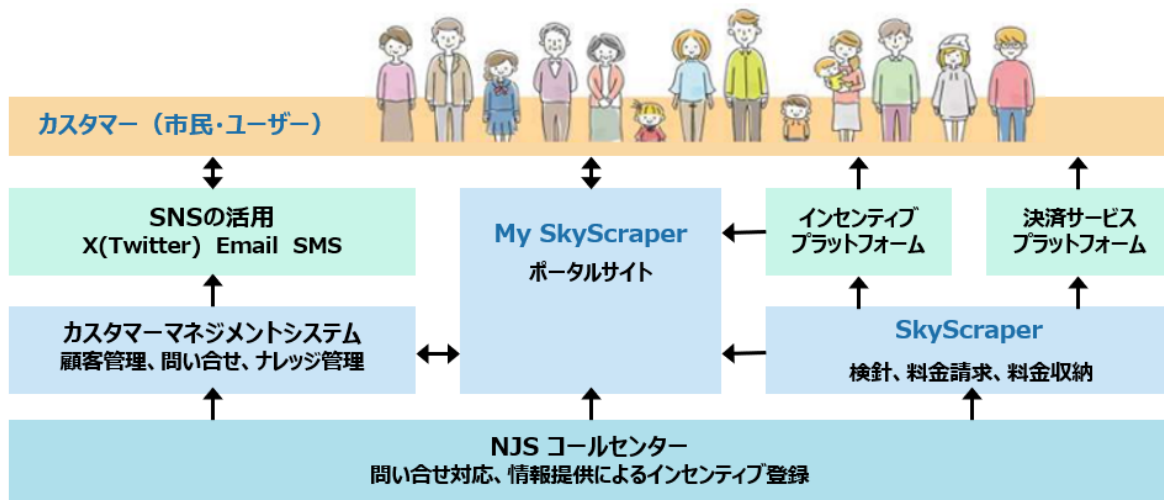 カスタマー（市民・ユーザー）
SNSの活用
X(Twitter) Email SMS
My SkyScraper
ポータルサイト
インセンティブ
プラットフォーム
決済サービス
プラットフォーム
カスタマーマネジメントシステム
顧客管理、問い合せ、ナレッジ管理
SkyScraper
検針、料金請求、料金収納
NJS コールセンター
問い合せ対応、情報提供によるインセンティブ登録